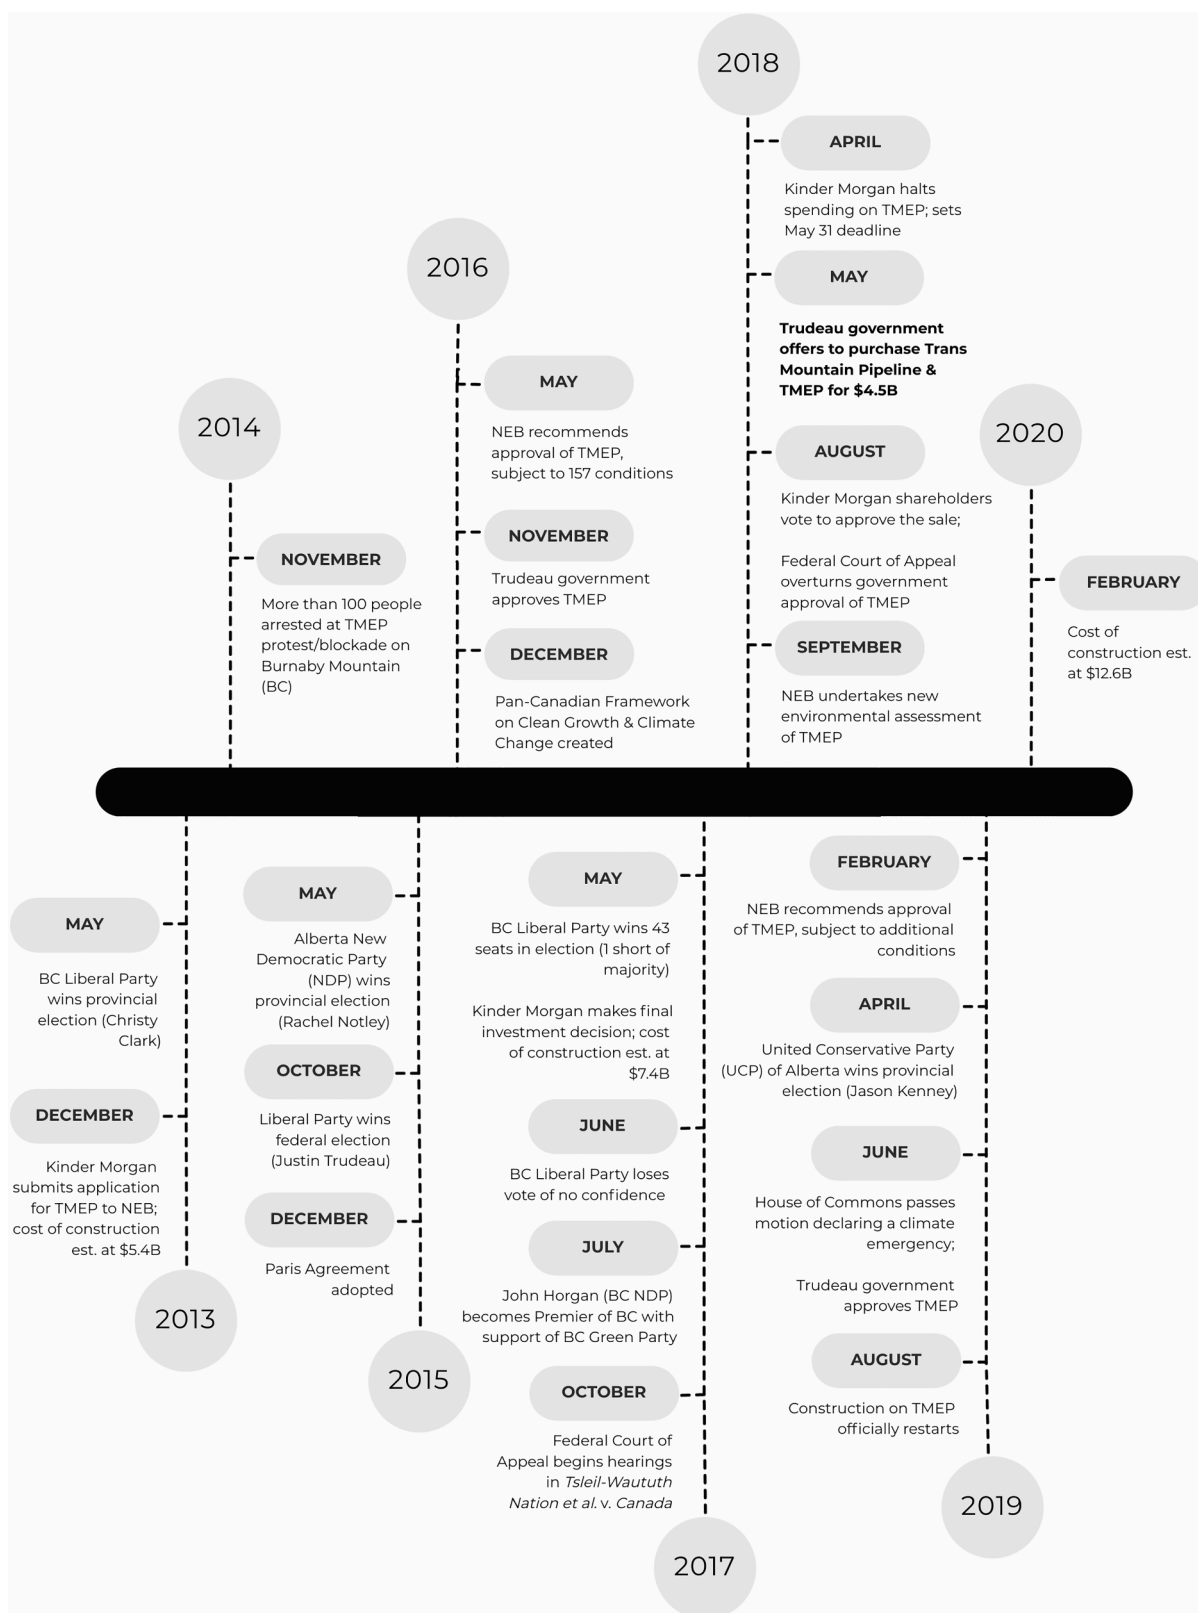 2018
APRIL
Kinder Morgan halts
spending on TMEP; sets
May 31 deadline
MAY
Trudeau government
offers to purchase Trans
Mountain Pipeline &
TMEP for $4.5B
AUGUST
Kinder Morgan shareholders
vote to approve the sale;
Federal Court of Appeal
overturns government
approval of TMEP
SEPTEMBER
NEB undertakes new
environmental assessment
of TMEP
2016
MAY
NEB recommends
approval of TMEP,
subject to 157 conditions
NOVEMBER
Trudeau government
approves TMEP
DECEMBER
Pan-Canadian Framework
on Clean Growth & Climate
Change created
2014
NOVEMBER
More than 100 people
arrested at TMEP
protest/blockade on
Burnaby Mountain
(BC)
2020
FEBRUARY
Cost of
construction est.
at $12.6B
MAY
BC Liberal Party
wins provincial
election (Christy
Clark)
DECEMBER
Kinder Morgan
submits application
for TMEP to NEB;
cost of construction
est. at $5.4B
2013
MAY
Alberta New
Democratic Party
(NDP) wins
provincial election
(Rachel Notley)
OCTOBER
Liberal Party wins
federal election
(Justin Trudeau)
DECEMBER
Paris Agreement
adopted
2015
MAY
BC Liberal Party wins 43
seats in election (1 short of
majority)
Kinder Morgan makes final
investment decision; cost
of construction est. at
$7.4B
JUNE
BC Liberal Party loses
vote of no confidence
JULY
John Horgan (BC NDP)
becomes Premier of BC with
support of BC Green Party
OCTOBER
Federal Court of
Appeal begins hearings
in Tsleil-Waututh
Nation et al. v. Canada
2017
FEBRUARY
NEB recommends approval
of TMEP, subject to additional
conditions
APRIL
United Conservative Party
(UCP) of Alberta wins provincial
election (Jason Kenney)
JUNE
House of Commons passes
motion declaring a climate
emergency;
Trudeau government
approves TMEP
AUGUST
Construction on TMEP
officially restarts
2019